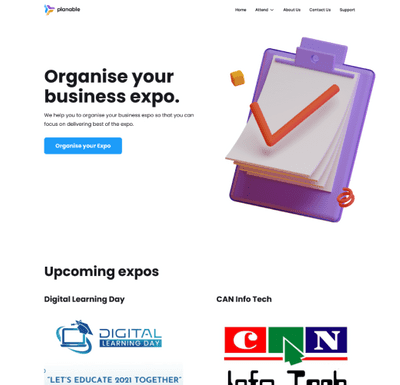 planable
Home Attend About Us Contact Us Support
Organise your
business expo.
We help you to organise your business expo so that you can
focus on delivering best of the expo.
Organise your Expo
Upcoming expos
Digital Learning Day
CAN Info Tech
DIGITAL
LEARNING DAY
"LET'S EDUCATE 2021 TOGETHER"
C N
Info Tech